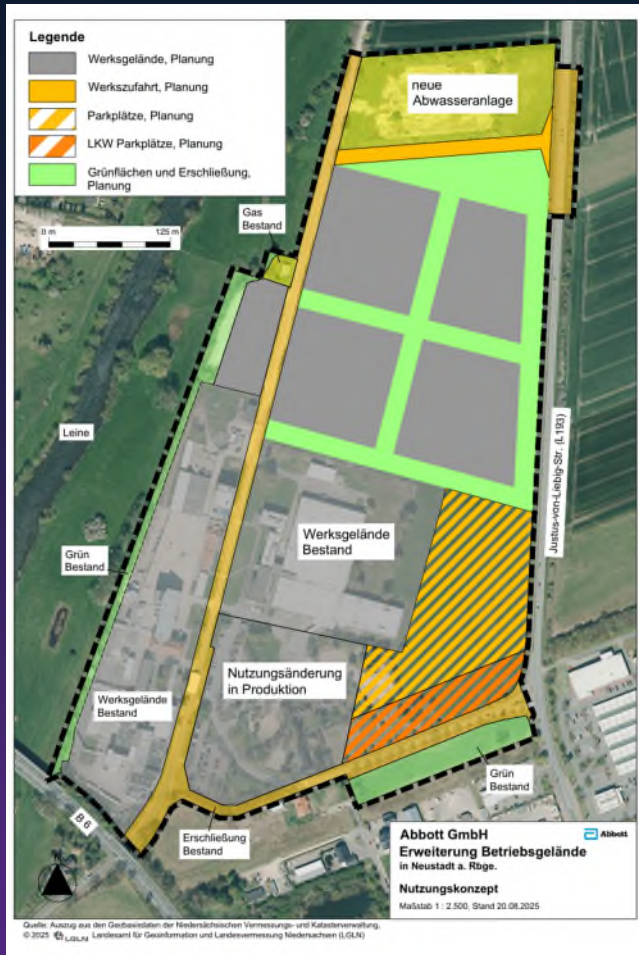 Legende
Werksgelände, Planung
Werkszufahrt, Planung
Parkplätze, Planung
LKW Parkplätze, Planung
Grünflächen und Erschließung,
Planung
0 m
125 m
neue
Abwasseranlage
Gas
Bestand
Leine
Justus-von-Liebig-Str. (L193)
Werksgelände
Bestand
Grün
Bestand
Nutzungsänderung
in Produktion
Werksgelände
Bestand
Grün
Bestand
B 6
Erschließung
Bestand
N
Abbott GmbH
Abbott
Erweiterung Betriebsgelände
in Neustadt a. Rbge.
Nutzungskonzept
Maßstab 1 : 2.500, Stand 20.08.2025
Quelle: Auszug aus den Geobasisdaten der Niedersächsischen Vermessungs- und Katasterverwaltung,
© 2025 LGLN Landesamt für Geoinformation und Landesvermessung Niedersachsen (LGLN)